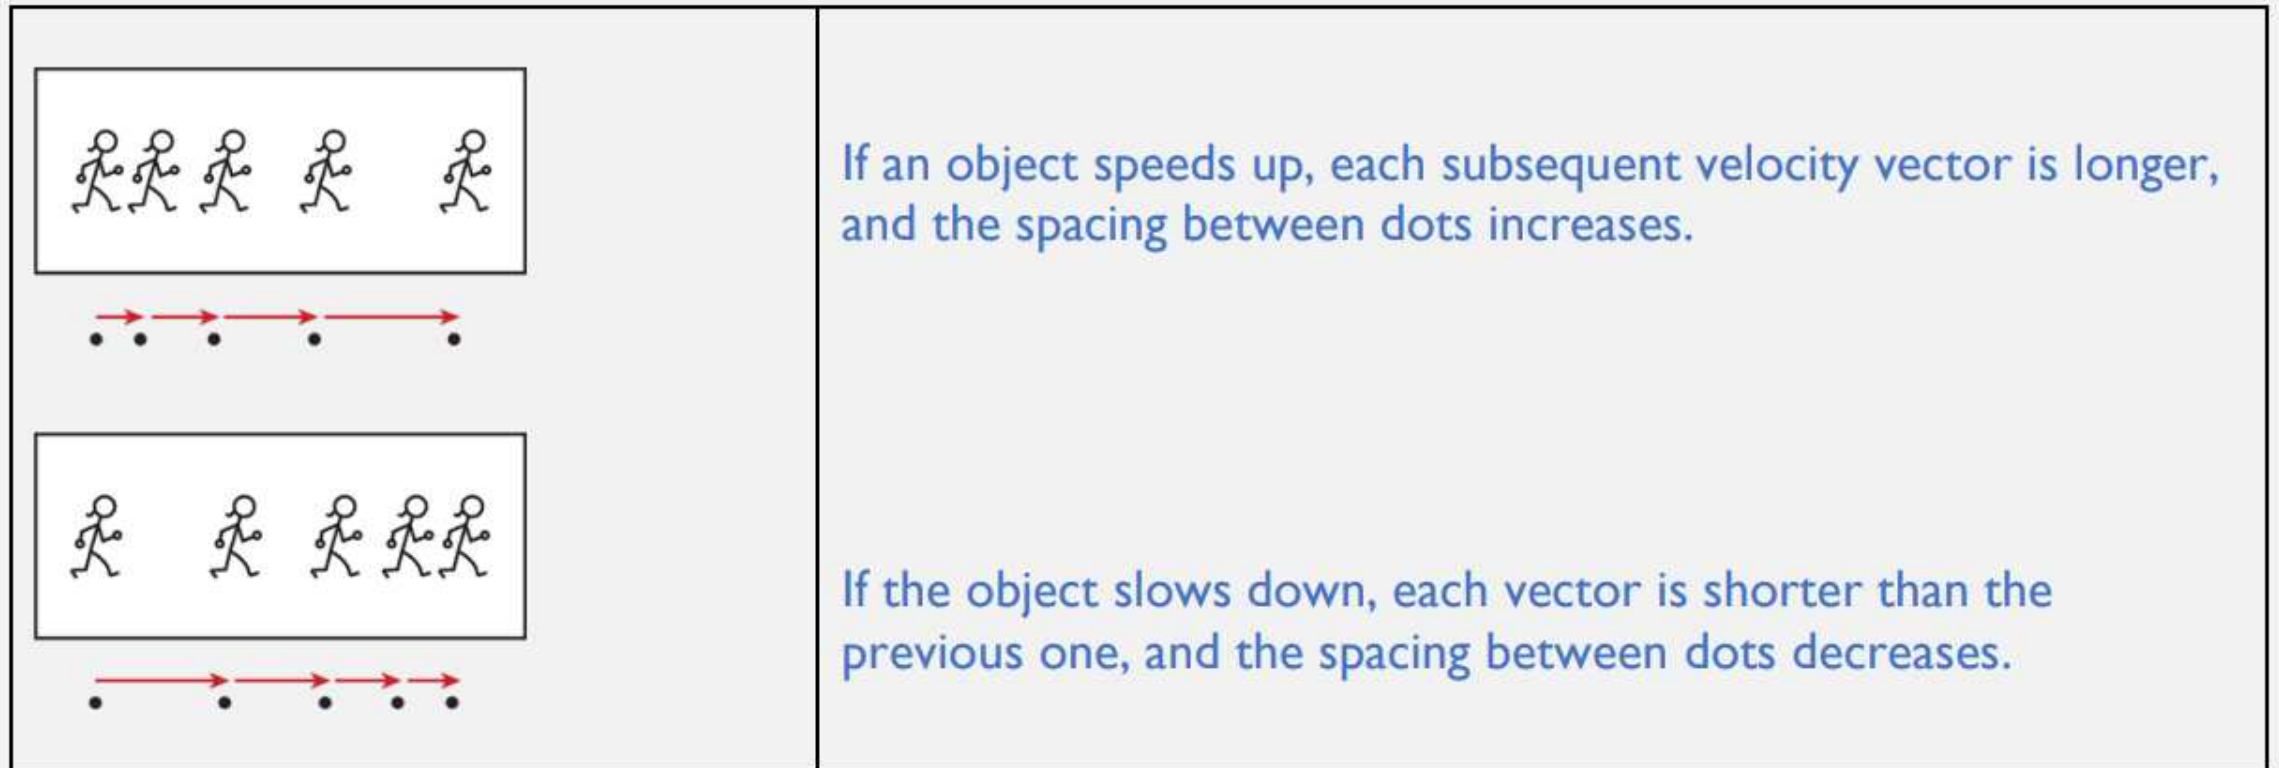 If an object speeds up, each subsequent velocity vector is longer,
and the spacing between dots increases.
If the object slows down, each vector is shorter than the
previous one, and the spacing between dots decreases.